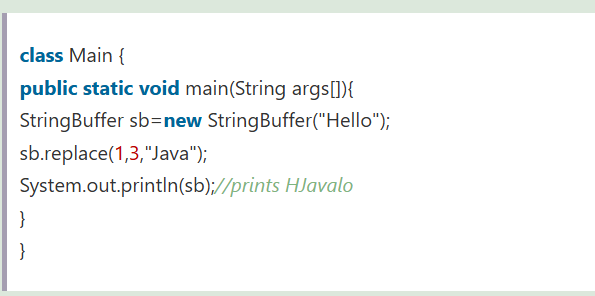 class Main {
public static void main(String args[]){
StringBuffer sb=new StringBuffer("Hello");
sb.replace(1,3,"Java");
System.out.println(sb);//prints HJavalo
}
}